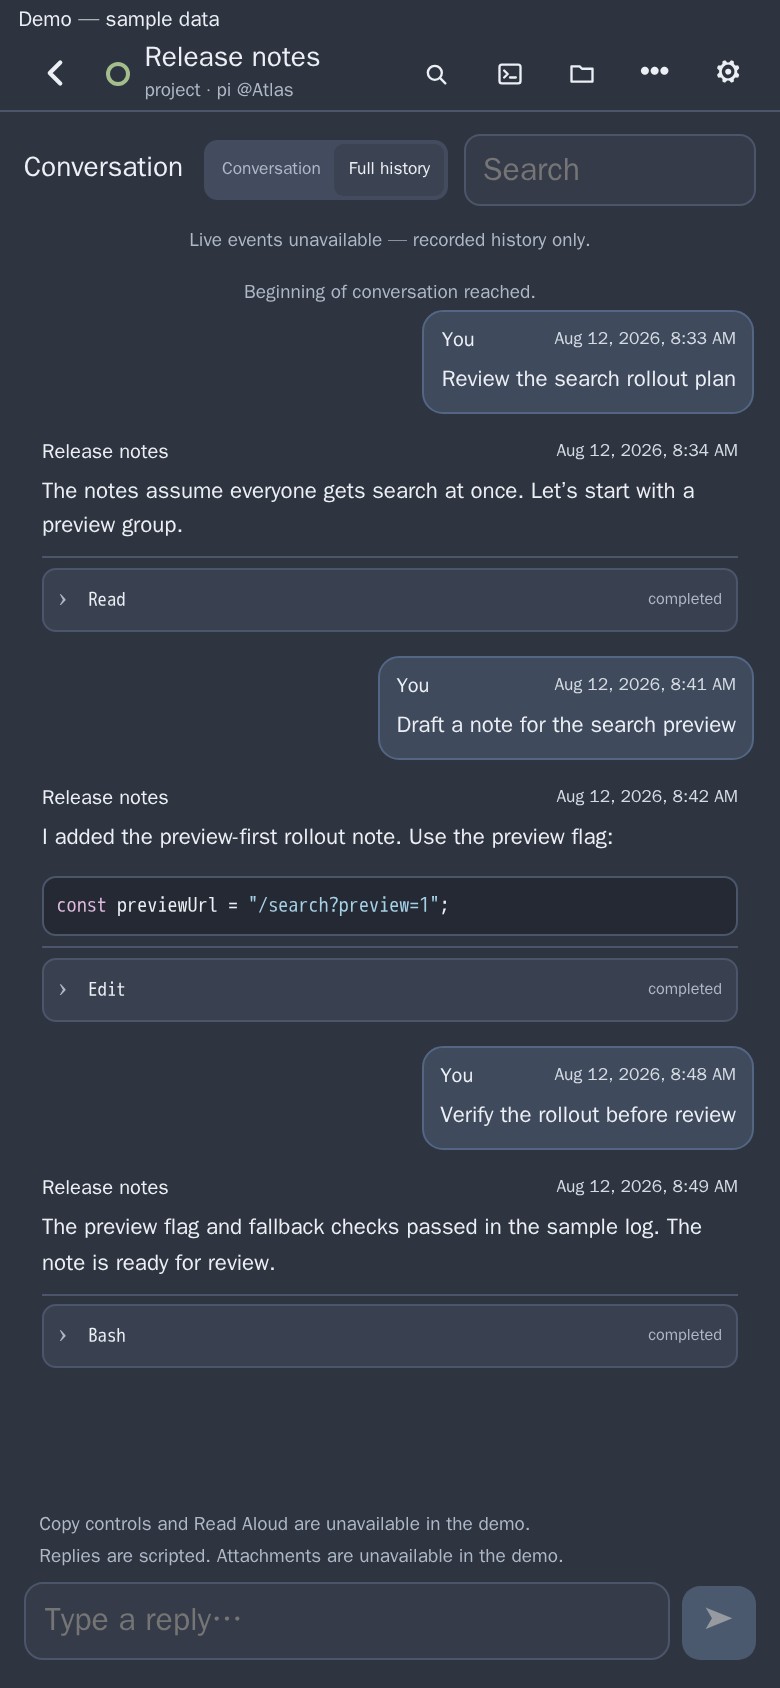 Demo — sample data
Release notes
project · pi @Atlas
Conversation
Conversation
Full history
Search
Live events unavailable — recorded history only.
Beginning of conversation reached.
You
Aug 12, 2026, 8:33 AM
Review the search rollout plan
Release notes
Aug 12, 2026, 8:34 AM
The notes assume everyone gets search at once. Let’s start with a
preview group.
Read
completed
You
Aug 12, 2026, 8:41 AM
Draft a note for the search preview
Release notes
Aug 12, 2026, 8:42 AM
I added the preview-first rollout note. Use the preview flag:
const previewUrl = "/search?preview=1";
Edit
completed
You
Aug 12, 2026, 8:48 AM
Verify the rollout before review
Release notes
Aug 12, 2026, 8:49 AM
The preview flag and fallback checks passed in the sample log. The
note is ready for review.
Bash
completed
Copy controls and Read Aloud are unavailable in the demo.
Replies are scripted. Attachments are unavailable in the demo.
Type a reply…